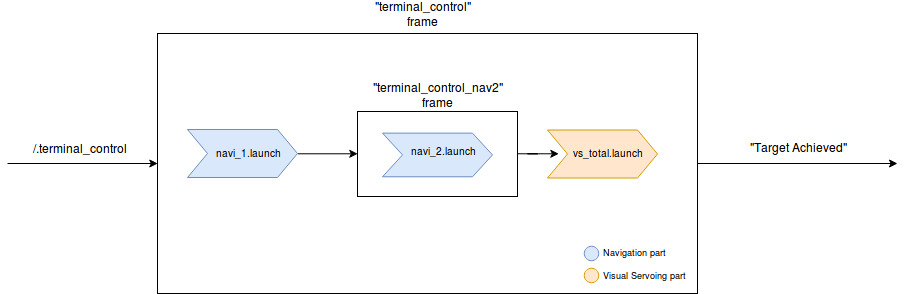 "terminal_control"
frame
"terminal_control_nav2"
frame
/.terminal_control
navi_1.launch
navi_2.launch
vs_total.launch
"Target Achieved"
Navigation part
Visual Servoing part